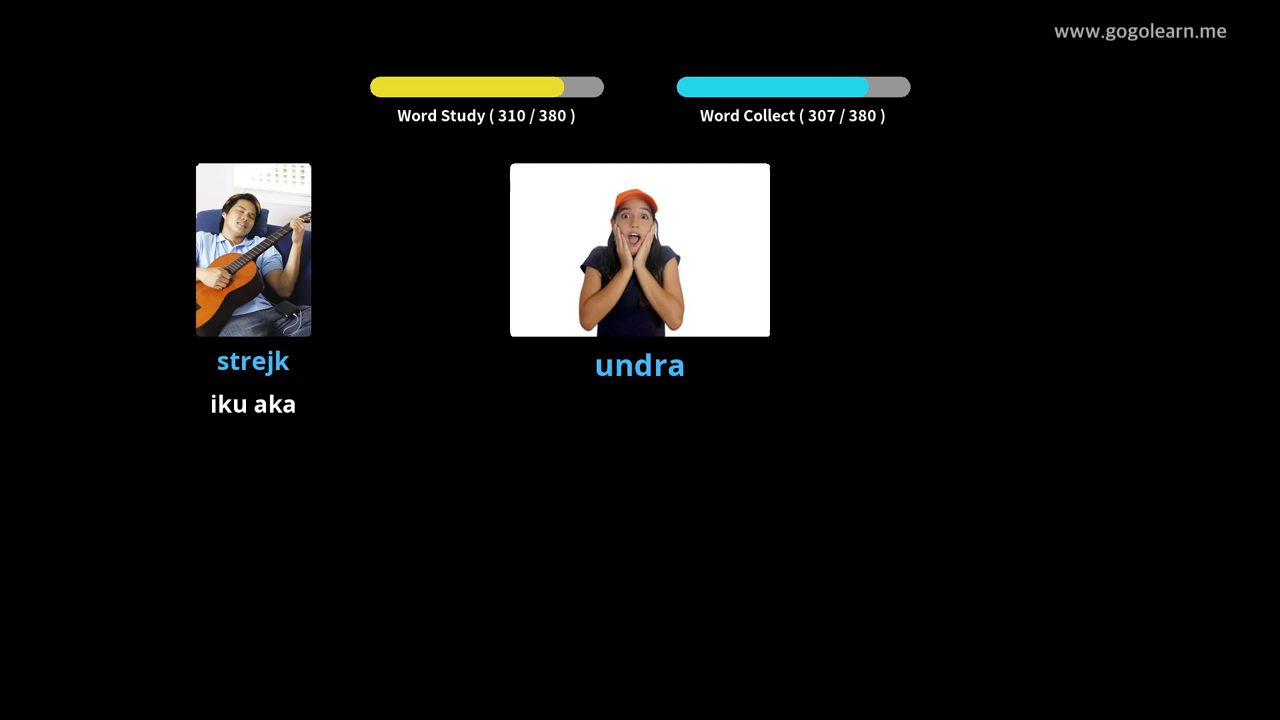 www.gogolearn.me
Word Study ( 310 / 380 )
Word Collect ( 307 / 380 )
strejk
iku aka
undra